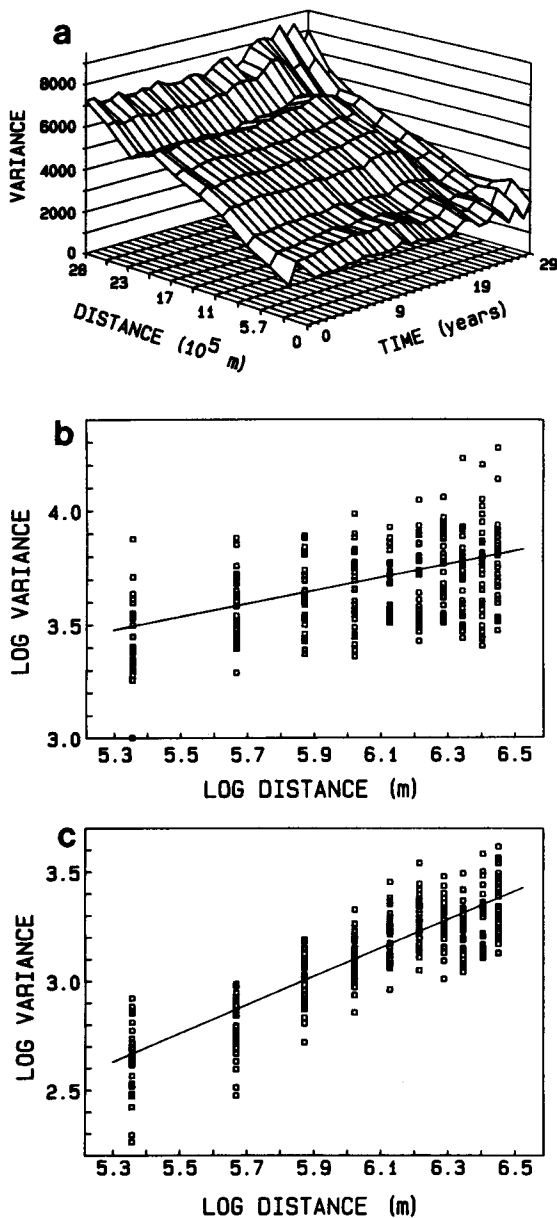 a
8000
6000
4000
2000
0
VARIANCE
28
23
17
11
5.7
0
DISTANCE (10⁵ m)
0
9
19
29
TIME (years)
b
4.0
3.5
3.0
LOG VARIANCE
5.3 5.5 5.7 5.9 6.1 6.3 6.5
LOG DISTANCE (m)
c
3.5
3.0
2.5
LOG VARIANCE
5.3 5.5 5.7 5.9 6.1 6.3 6.5
LOG DISTANCE (m)